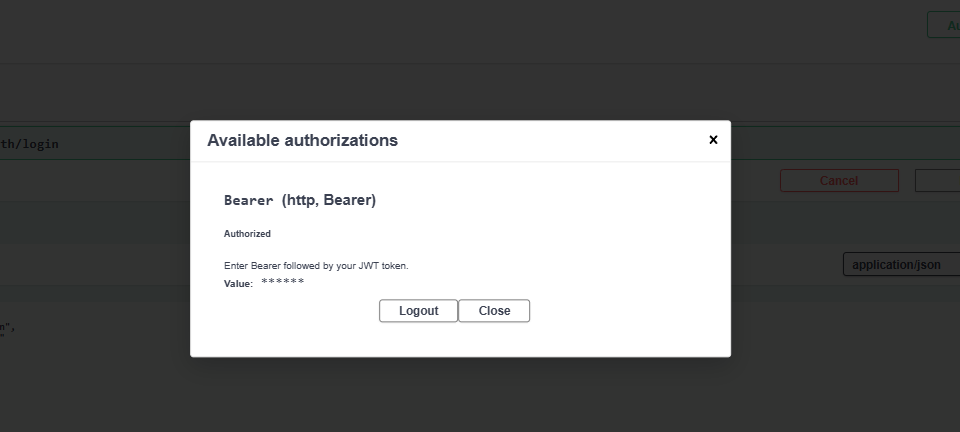 Au
Available authorizations
x
th/login
Cancel
Bearer (http, Bearer)
Authorized
Enter Bearer followed by your JWT token.
application/json
Value: ******
Logout
Close
n",
"